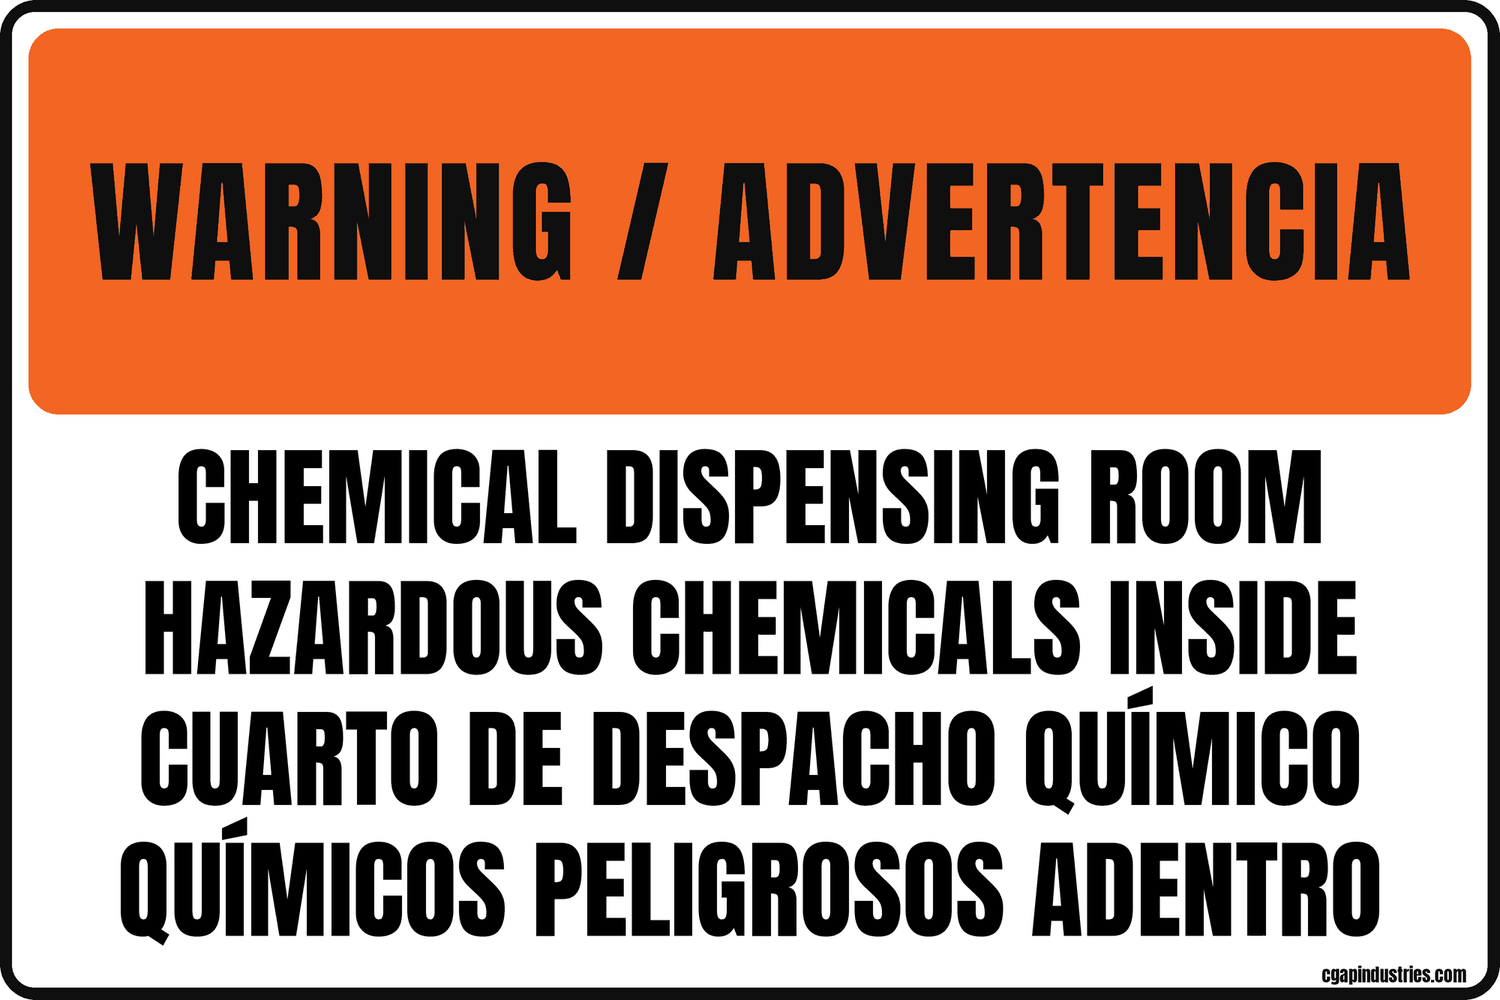 WARNING / ADVERTENCIA
CHEMICAL DISPENSING ROOM
HAZARDOUS CHEMICALS INSIDE
CUARTO DE DESPACHO QUÍMICO
QUÍMICOS PELIGROSOS ADENTRO
cgapindustries.com